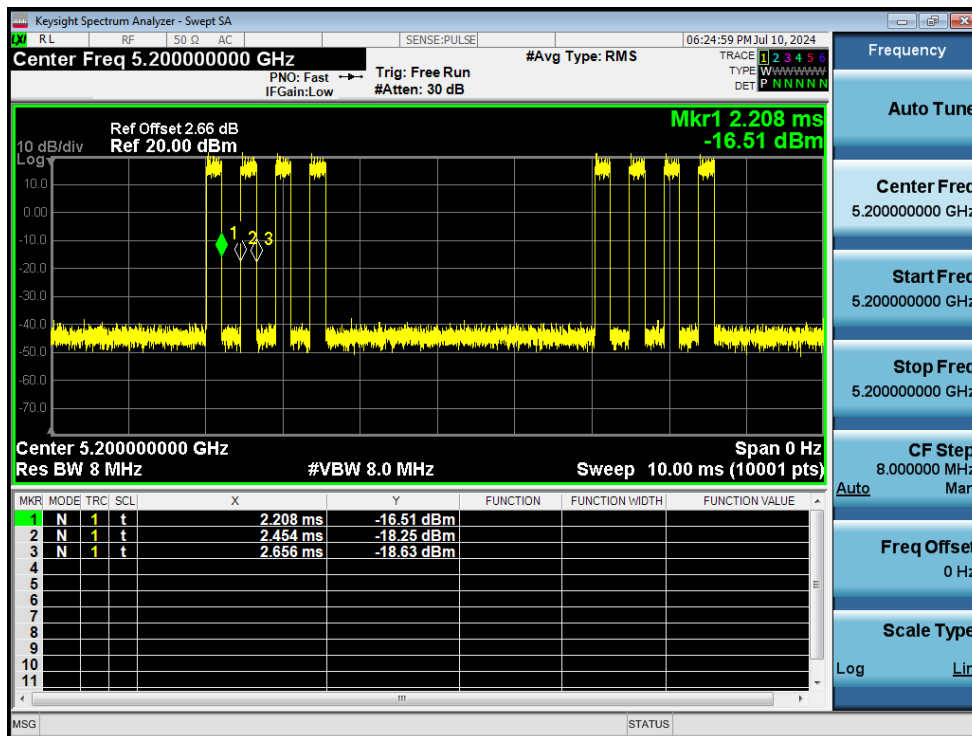 Keysight Spectrum Analyzer - Swept SA
LXI RL RF 50 Ω AC SENSE:PULSE 06:24:59 PM Jul 10, 2024
Center Freq 5.200000000 GHz
PNO: Fast
IFGain:Low
Trig: Free Run
#Atten: 30 dB
#Avg Type: RMS
TRACE 1 2 3 4 5 6
TYPE WWWWWWW
DET P N N N N N
Mkr1 2.208 ms
-16.51 dBm
Ref Offset 2.66 dB
10 dB/div Ref 20.00 dBm
Log
10.0
0.00
-10.0
-20.0
-30.0
-40.0
-50.0
-60.0
-70.0
1
2
3
Center 5.200000000 GHz Span 0 Hz
Res BW 8 MHz #VBW 8.0 MHz Sweep 10.00 ms (10001 pts)
MKR MODE TRC SCL X Y FUNCTION FUNCTION WIDTH FUNCTION VALUE
1 N 1 t 2.208 ms -16.51 dBm
2 N 1 t 2.454 ms -18.25 dBm
3 N 1 t 2.656 ms -18.63 dBm
4
5
6
7
8
9
10
11
MSG STATUS
Frequency
Auto Tune
Center Freq
5.200000000 GHz
Start Freq
5.200000000 GHz
Stop Freq
5.200000000 GHz
CF Step
8.000000 MHz
Auto Man
Freq Offset
0 Hz
Scale Type
Log Lin